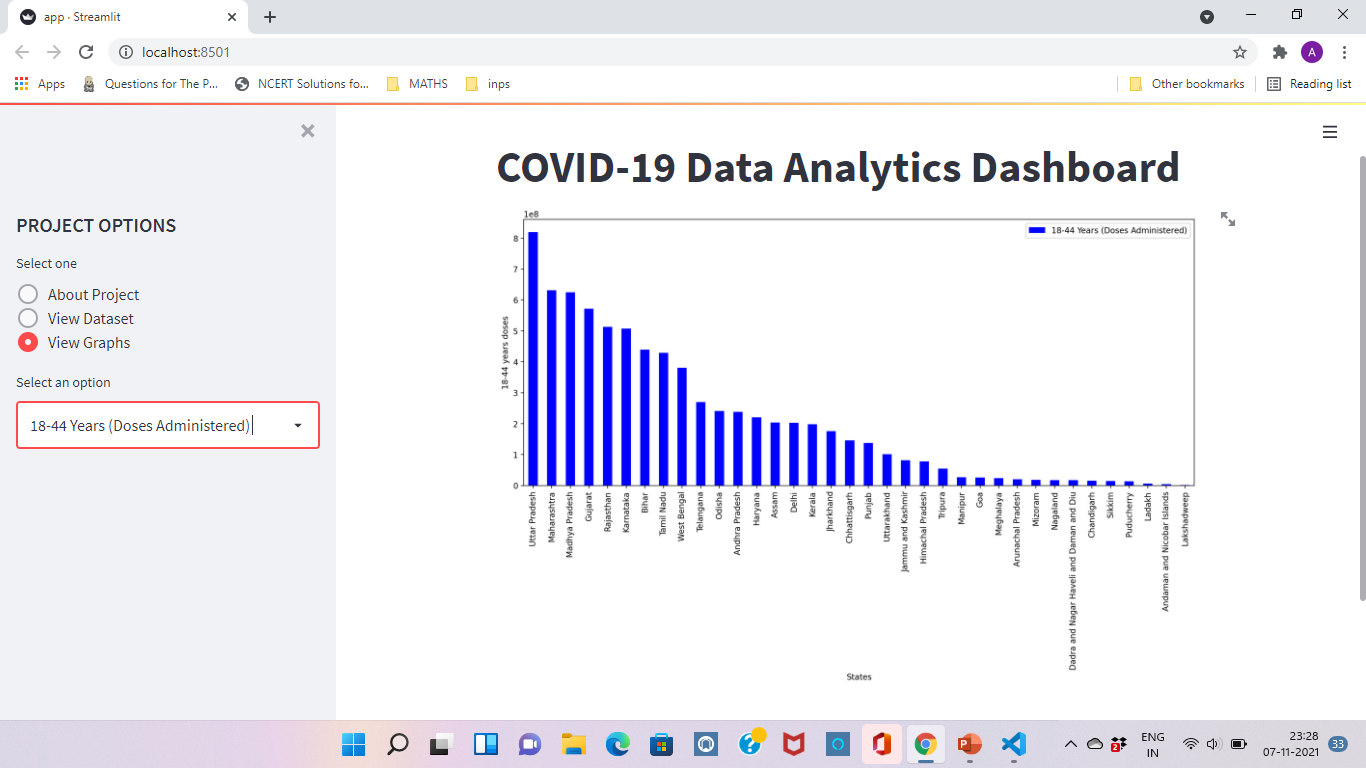 app · Streamlit
localhost:8501
A
Apps
Questions for The P...
NCERT Solutions fo...
MATHS
inps
Other bookmarks
Reading list
PROJECT OPTIONS
Select one
About Project
View Dataset
View Graphs
Select an option
18-44 Years (Doses Administered)
COVID-19 Data Analytics Dashboard
1e8
18-44 Years (Doses Administered)
8
7
6
5
4
3
2
1
0
18-44 years doses
Uttar Pradesh
Maharashtra
Madhya Pradesh
Gujarat
Rajasthan
Karnataka
Bihar
Tamil Nadu
West Bengal
Telangana
Odisha
Andhra Pradesh
Haryana
Assam
Delhi
Kerala
Jharkhand
Chhattisgarh
Punjab
Uttarakhand
Jammu and Kashmir
Himachal Pradesh
Tripura
Manipur
Goa
Meghalaya
Arunachal Pradesh
Mizoram
Nagaland
Dadra and Nagar Haveli and Daman and Diu
Chandigarh
Sikkim
Puducherry
Ladakh
Andaman and Nicobar Islands
Lakshadweep
States
2
ENG
IN
23:28
07-11-2021
33